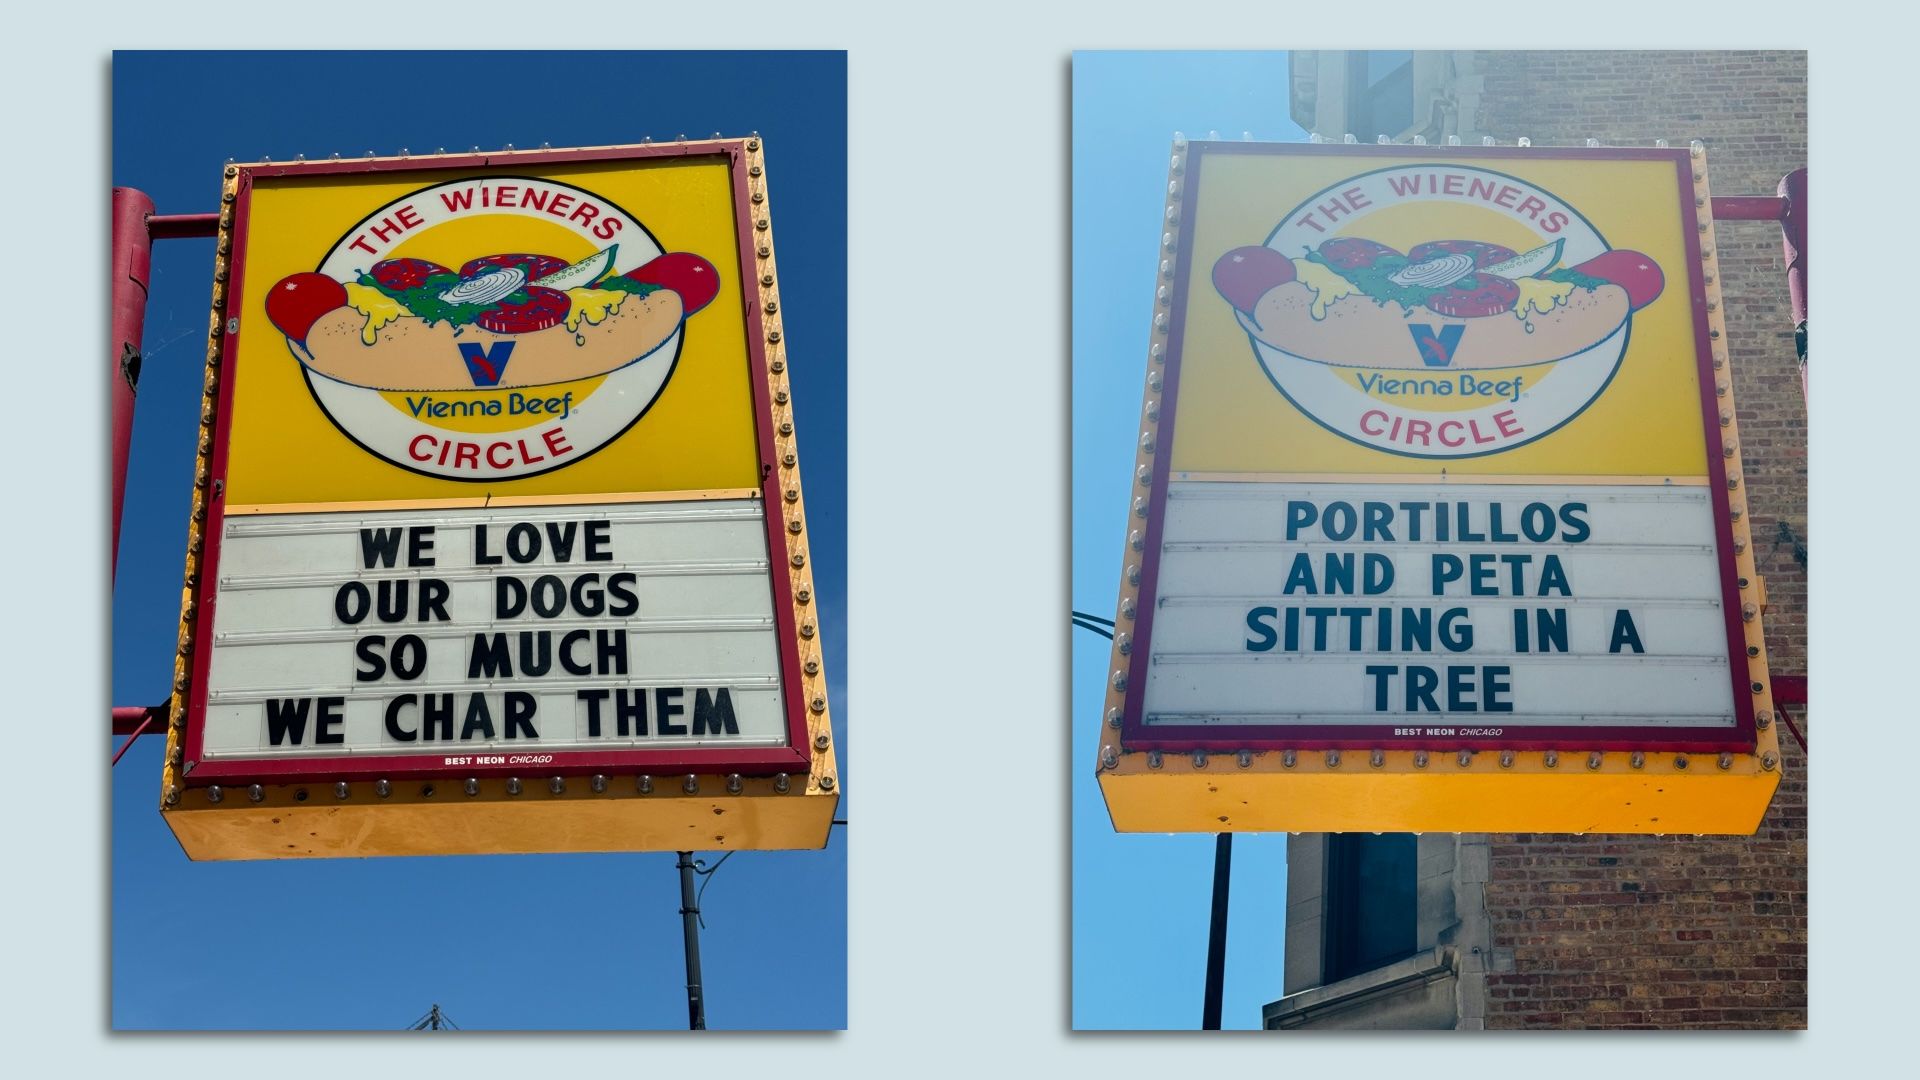 THE WIENERS
V
Vienna Beef
CIRCLE
WE LOVE
OUR DOGS
SO MUCH
WE CHAR THEM
BEST NEON CHICAGO
THE WIENERS
V
Vienna Beef
CIRCLE
PORTILLOS
AND PETA
SITTING IN A
TREE
BEST NEON CHICAGO